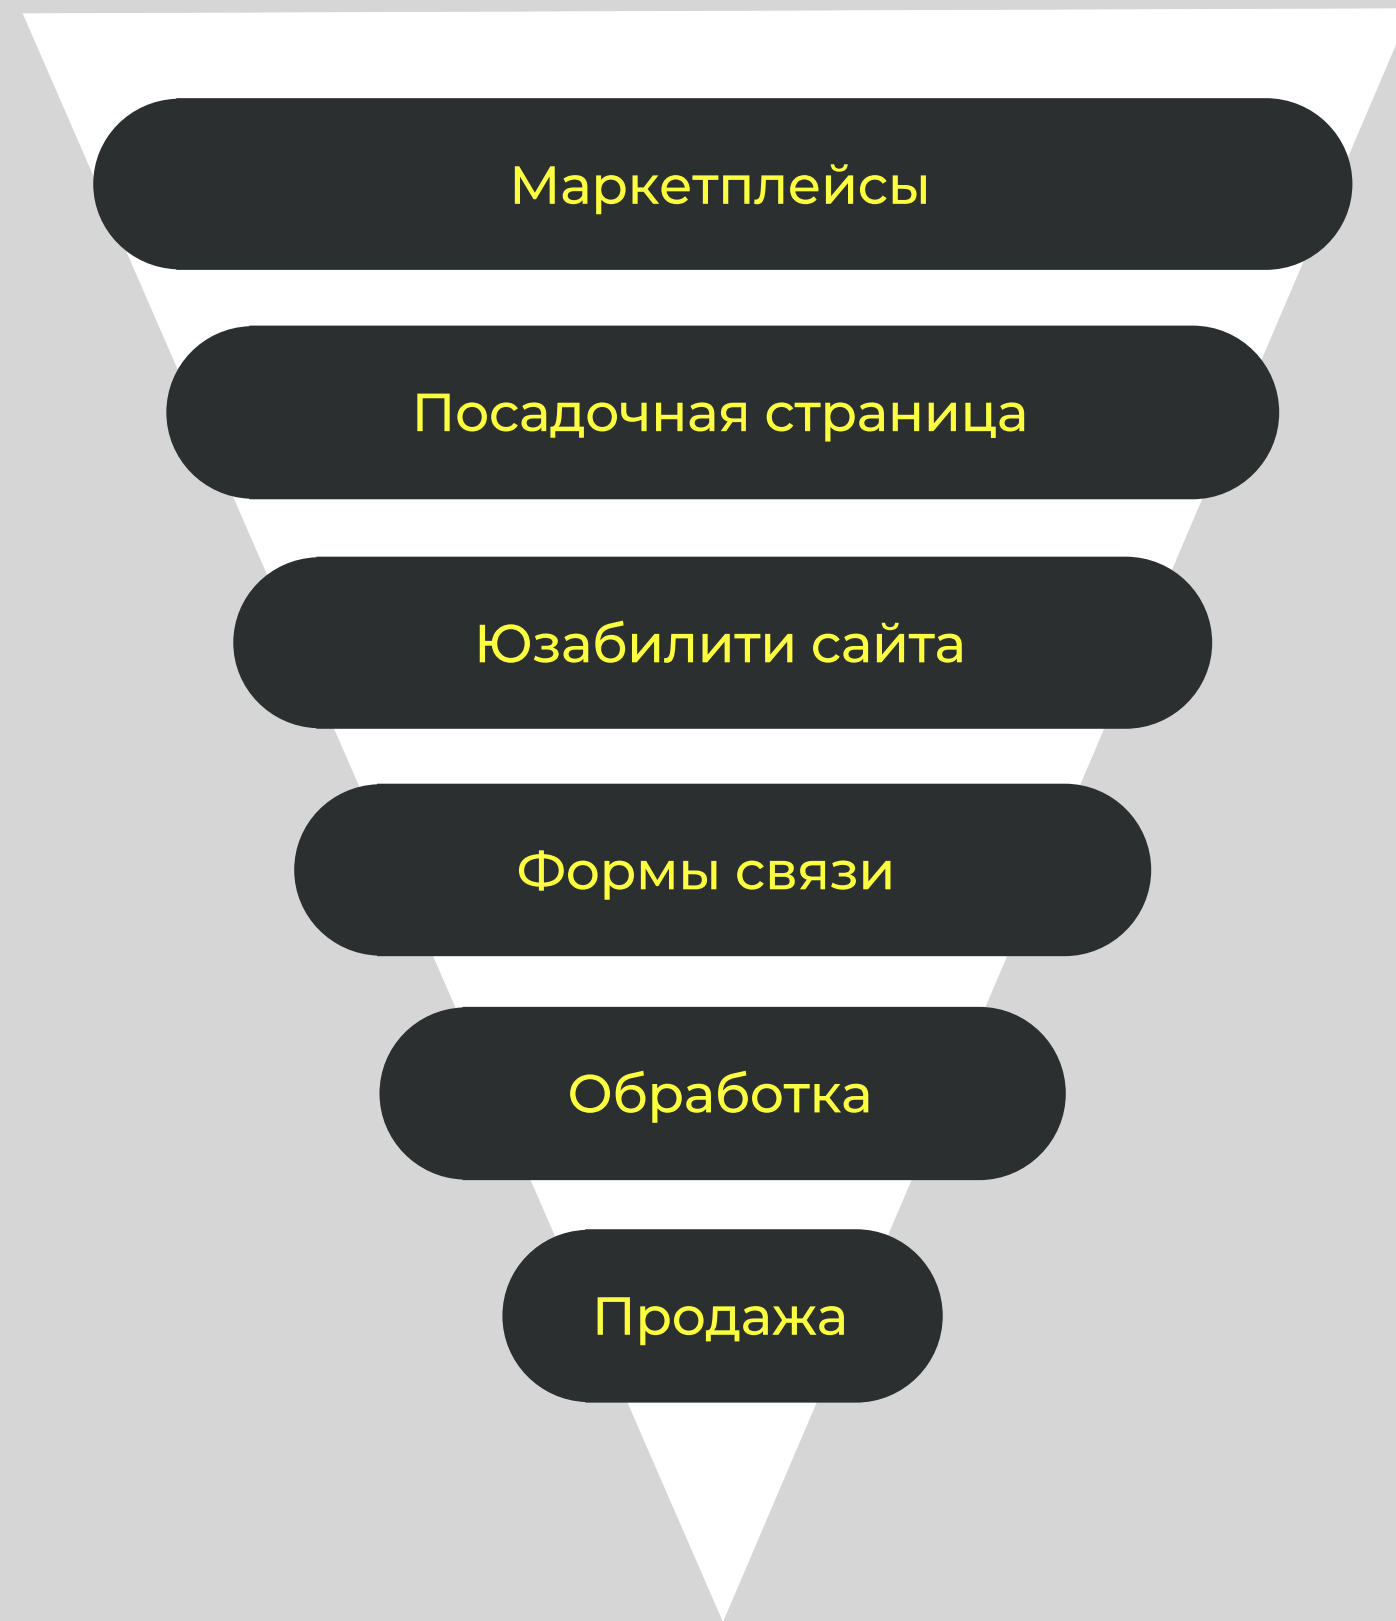 Маркетплейсы
Посадочная страница
Юзабилити сайта
Формы связи
Обработка
Продажа